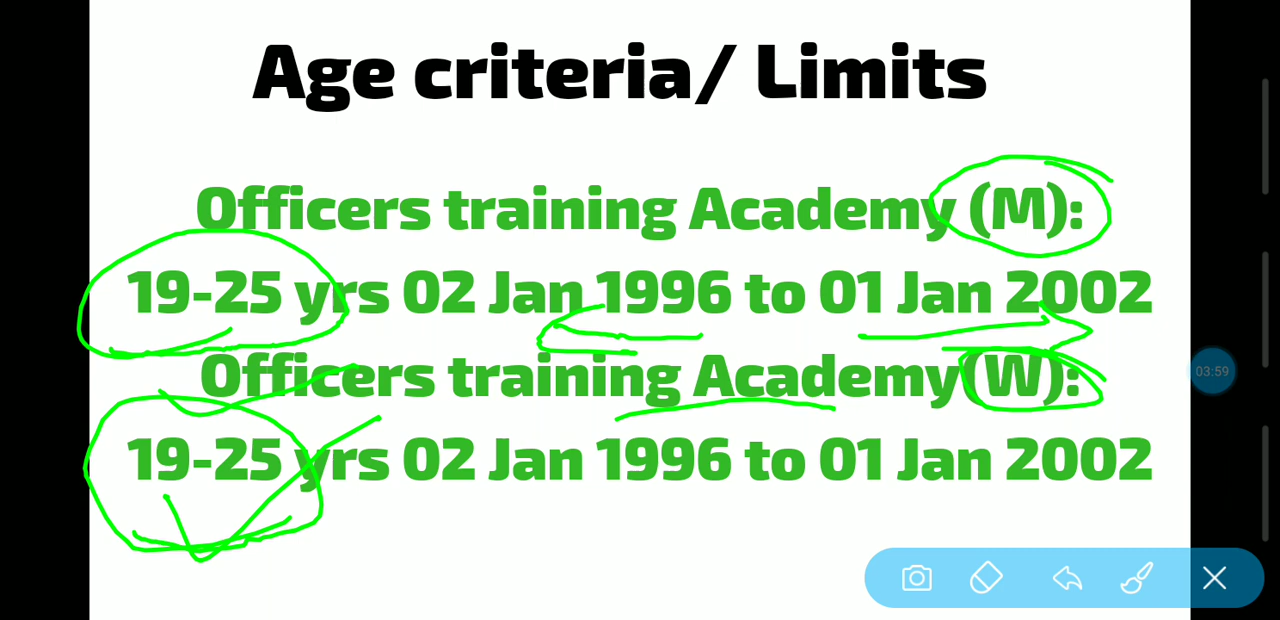 Age criteria/ Limits
Officers training Academy (M):
19-25 yrs 02 Jan 1996 to 01 Jan 2002
Officers training Academy(W):
19-25 yrs 02 Jan 1996 to 01 Jan 2002
03:59